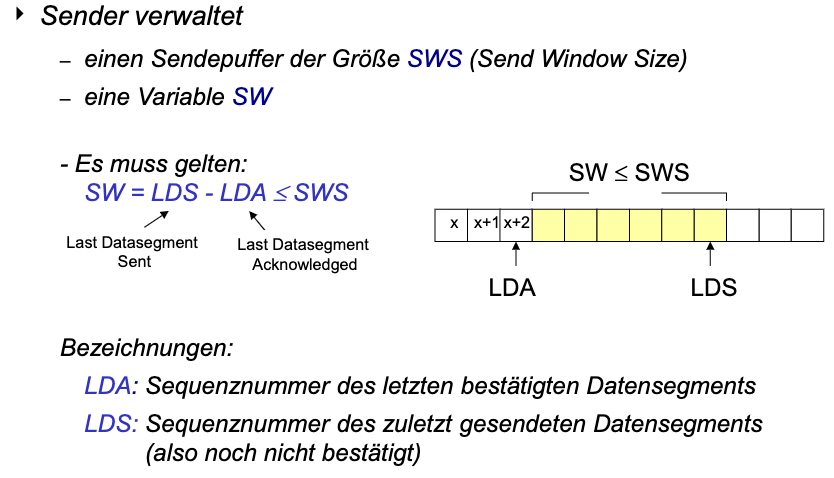 Sender verwaltet
– einen Sendepuffer der Größe SWS (Send Window Size)
– eine Variable SW
- Es muss gelten:
SW = LDS - LDA ≤ SWS
Last Datasegment
Sent
Last Datasegment
Acknowledged
SW ≤ SWS
x x+1 x+2
LDA LDS
Bezeichnungen:
LDA: Sequenznummer des letzten bestätigten Datensegments
LDS: Sequenznummer des zuletzt gesendeten Datensegments
(also noch nicht bestätigt)